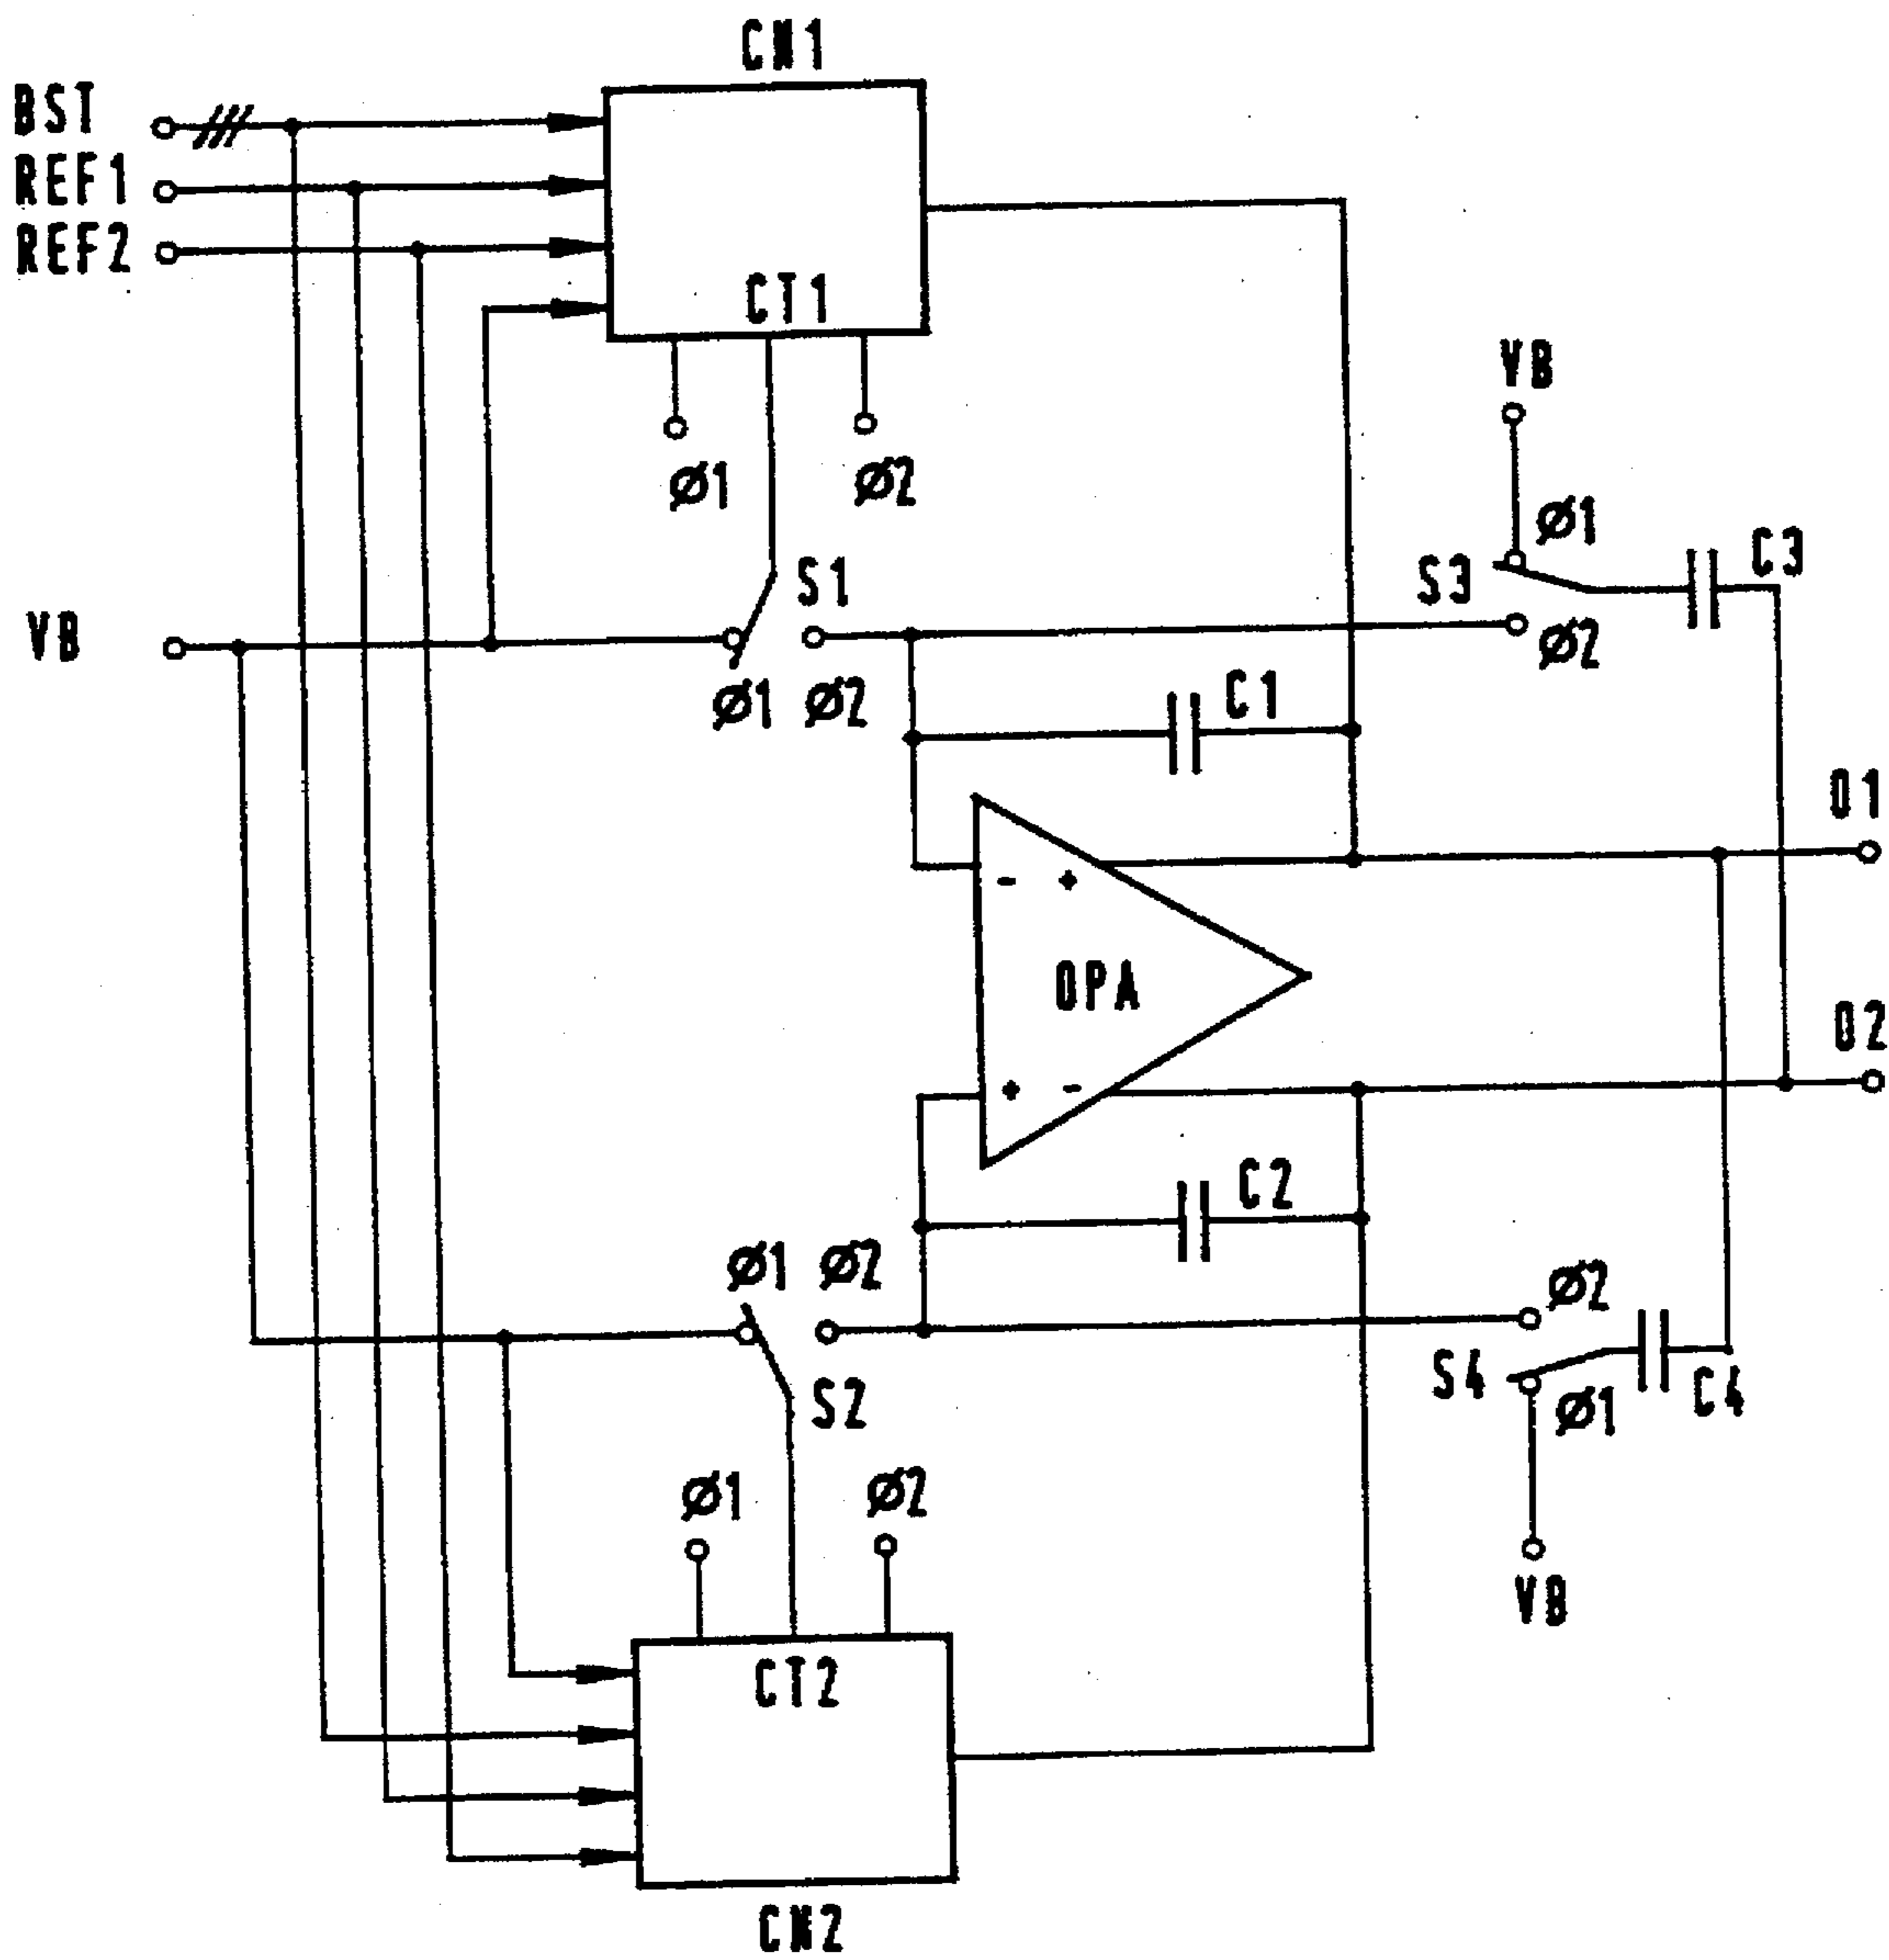 CN1
BST
REF1
REF2
CT1
VB
Ø1
Ø2
Ø1
C3
S1
S3
VB
Ø2
Ø1 Ø2
C1
O1
- +
OPA
O2
+ -
C2
Ø1 Ø2
Ø2
S4
S2
Ø1
C4
Ø1
Ø2
VB
CT2
CN2